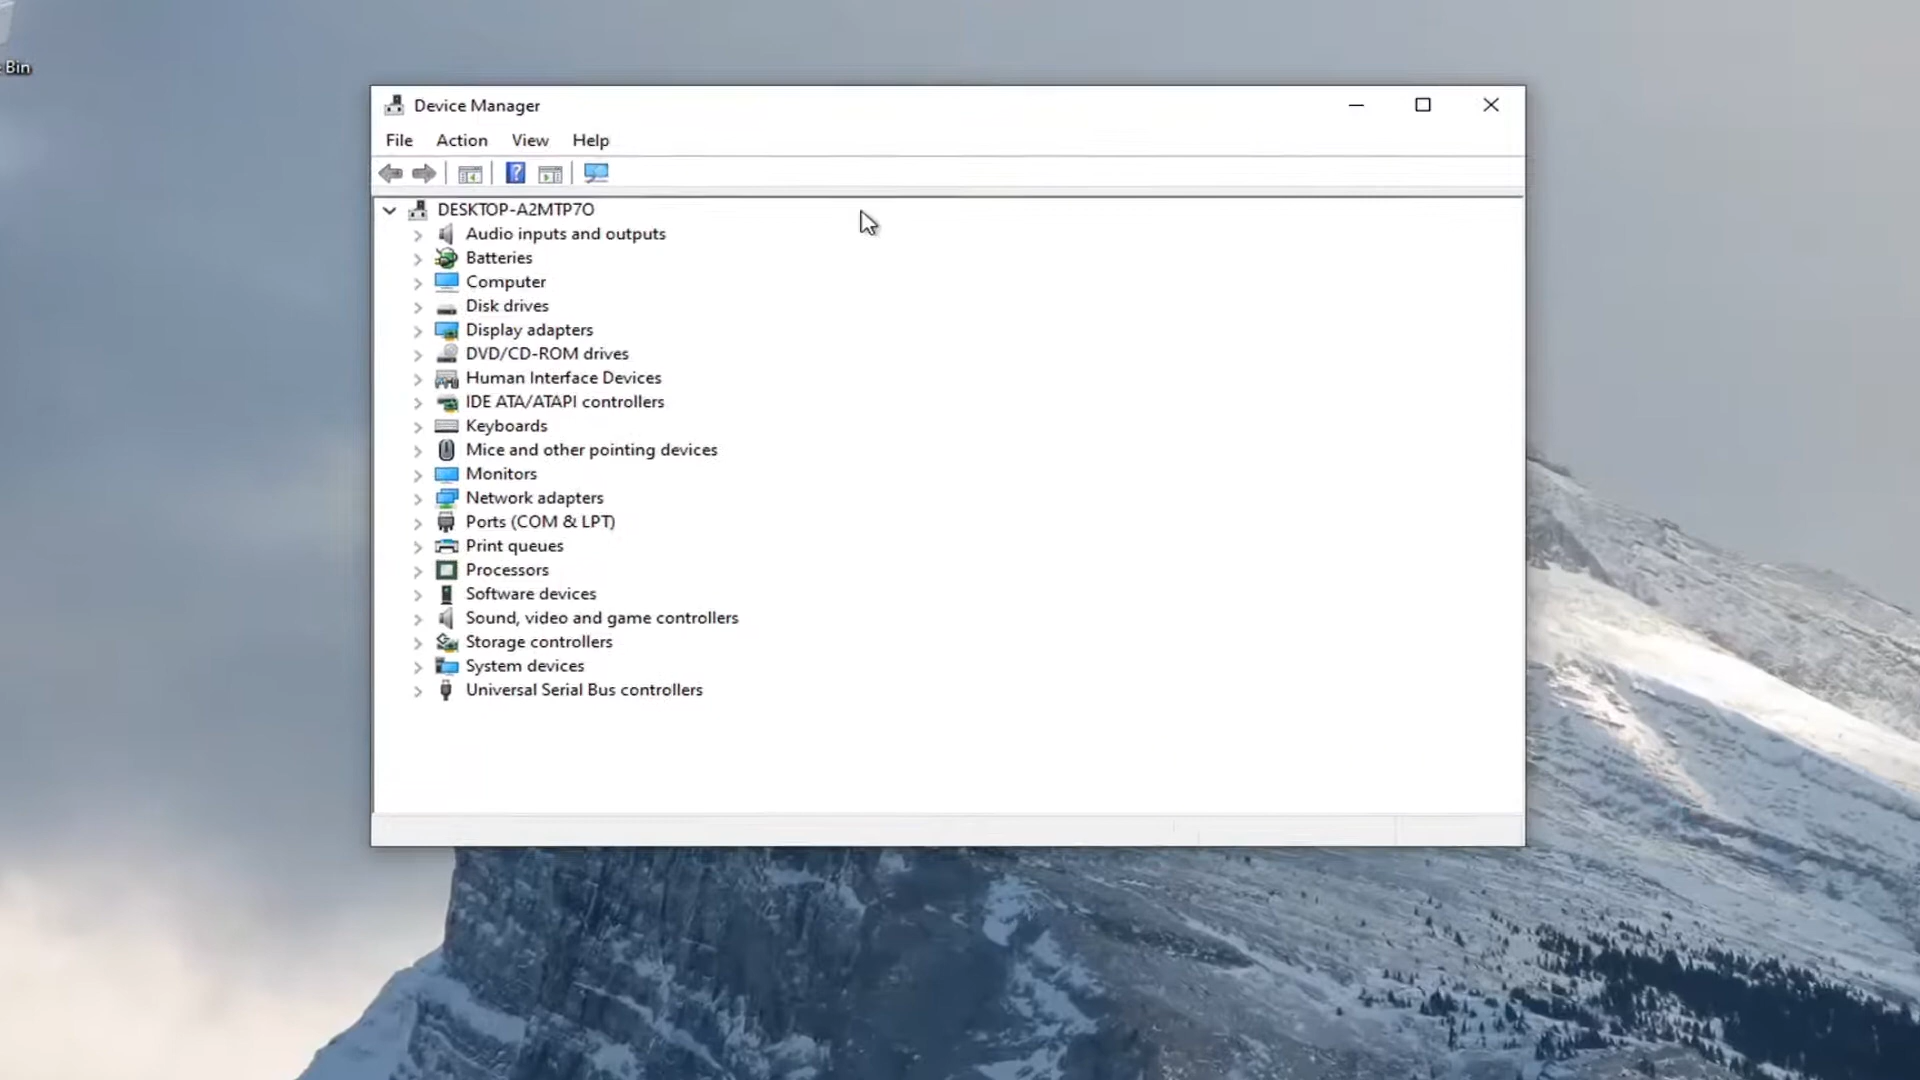 Bin
Device Manager
File Action View Help
DESKTOP-A2MTP7O
Audio inputs and outputs
Batteries
Computer
Disk drives
Display adapters
DVD/CD-ROM drives
Human Interface Devices
IDE ATA/ATAPI controllers
Keyboards
Mice and other pointing devices
Monitors
Network adapters
Ports (COM & LPT)
Print queues
Processors
Software devices
Sound, video and game controllers
Storage controllers
System devices
Universal Serial Bus controllers